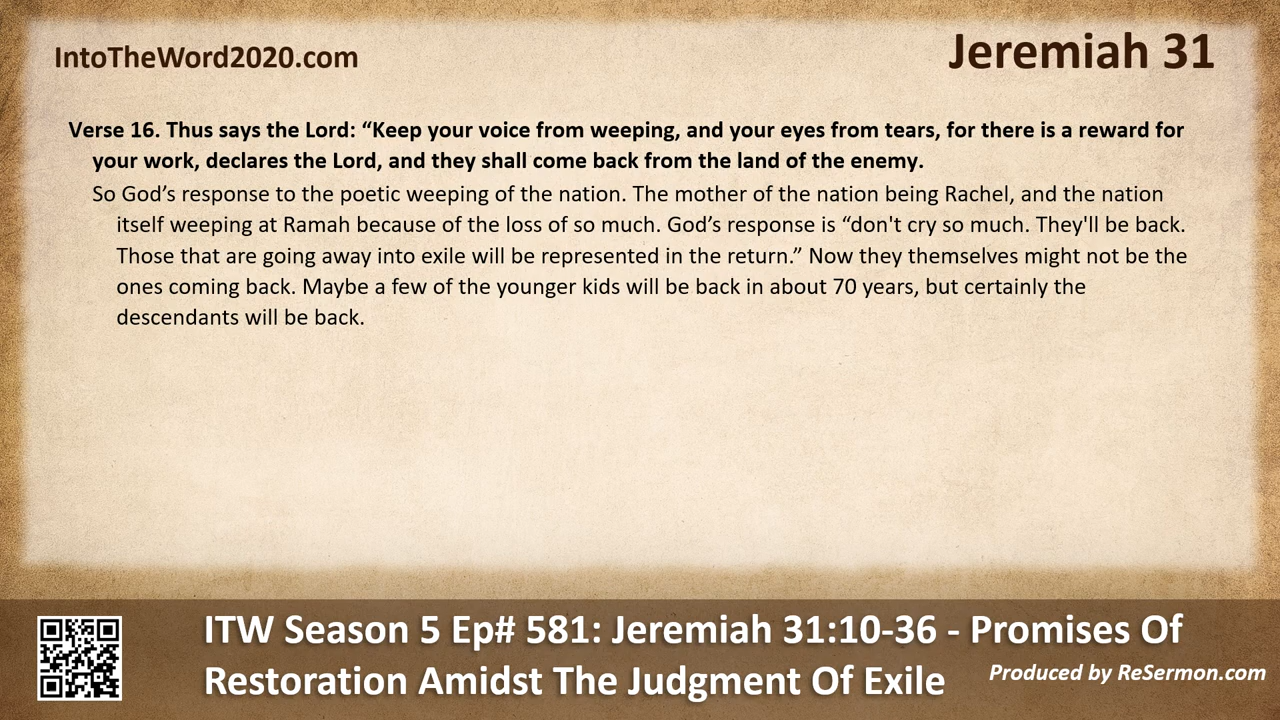 IntoTheWord2020.com
Jeremiah 31
Verse 16. Thus says the Lord: “Keep your voice from weeping, and your eyes from tears, for there is a reward for
your work, declares the Lord, and they shall come back from the land of the enemy.
So God’s response to the poetic weeping of the nation. The mother of the nation being Rachel, and the nation
itself weeping at Ramah because of the loss of so much. God’s response is “don't cry so much. They'll be back.
Those that are going away into exile will be represented in the return.” Now they themselves might not be the
ones coming back. Maybe a few of the younger kids will be back in about 70 years, but certainly the
descendants will be back.
ITW Season 5 Ep# 581: Jeremiah 31:10-36 - Promises Of
Restoration Amidst The Judgment Of Exile
Produced by ReSermon.com